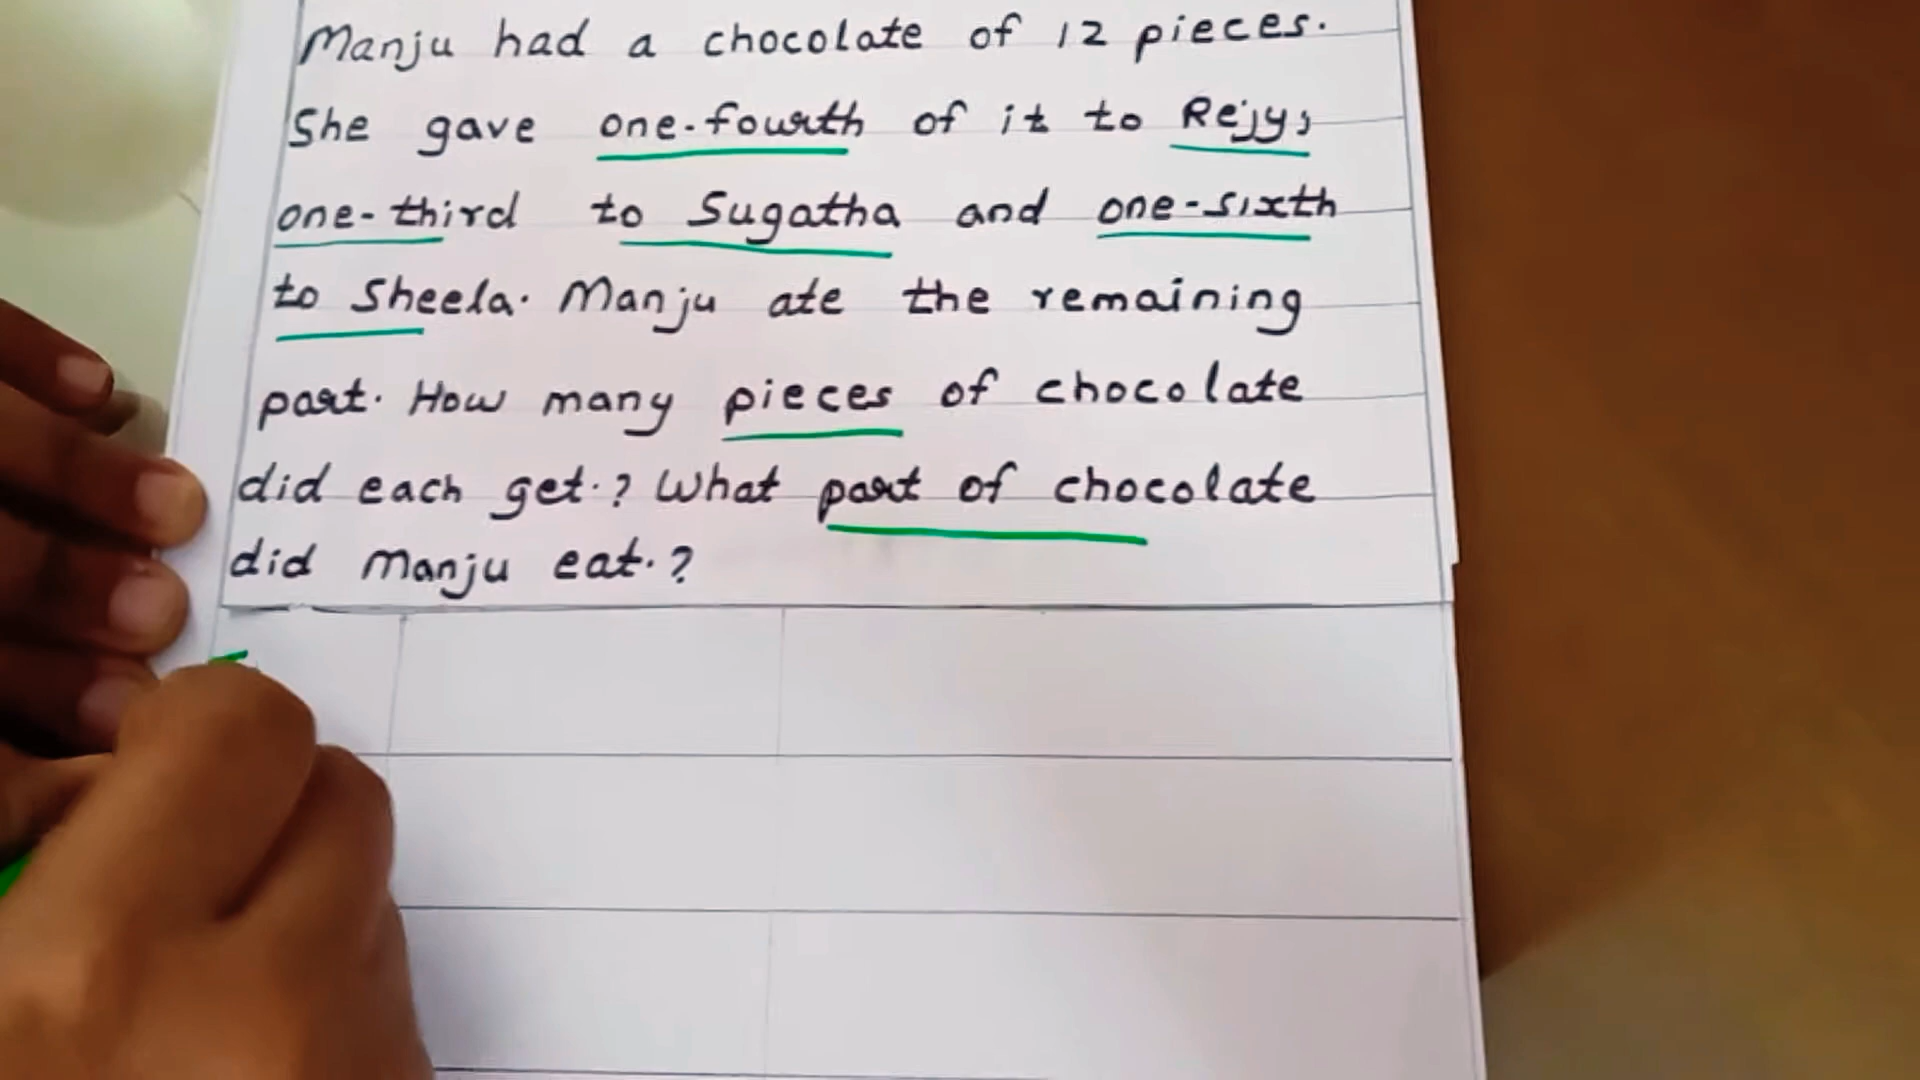 Manju had a chocolate of 12 pieces.
She gave one-fourth of it to Rejy,
one-third to Sugatha and one-sixth
to Sheela. Manju ate the remaining
part. How many pieces of chocolate
did each get.? What part of chocolate
did Manju eat.?